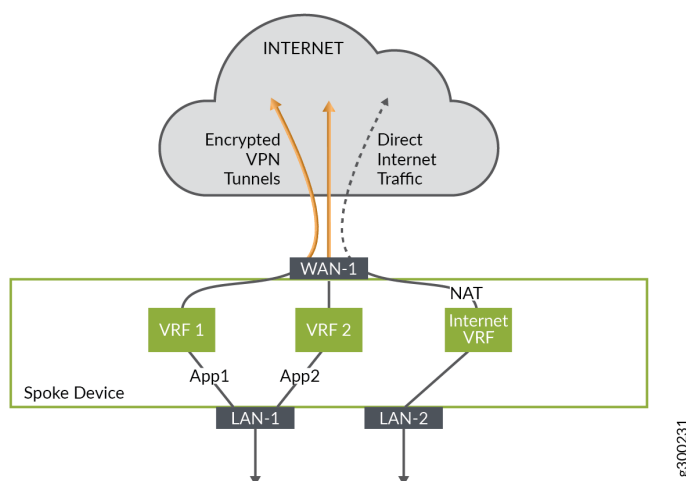 INTERNET
Encrypted
VPN
Tunnels
Direct
Internet
Traffic
WAN-1
NAT
VRF 1
VRF 2
Internet
VRF
App1
App2
Spoke Device
LAN-1
LAN-2
g300231